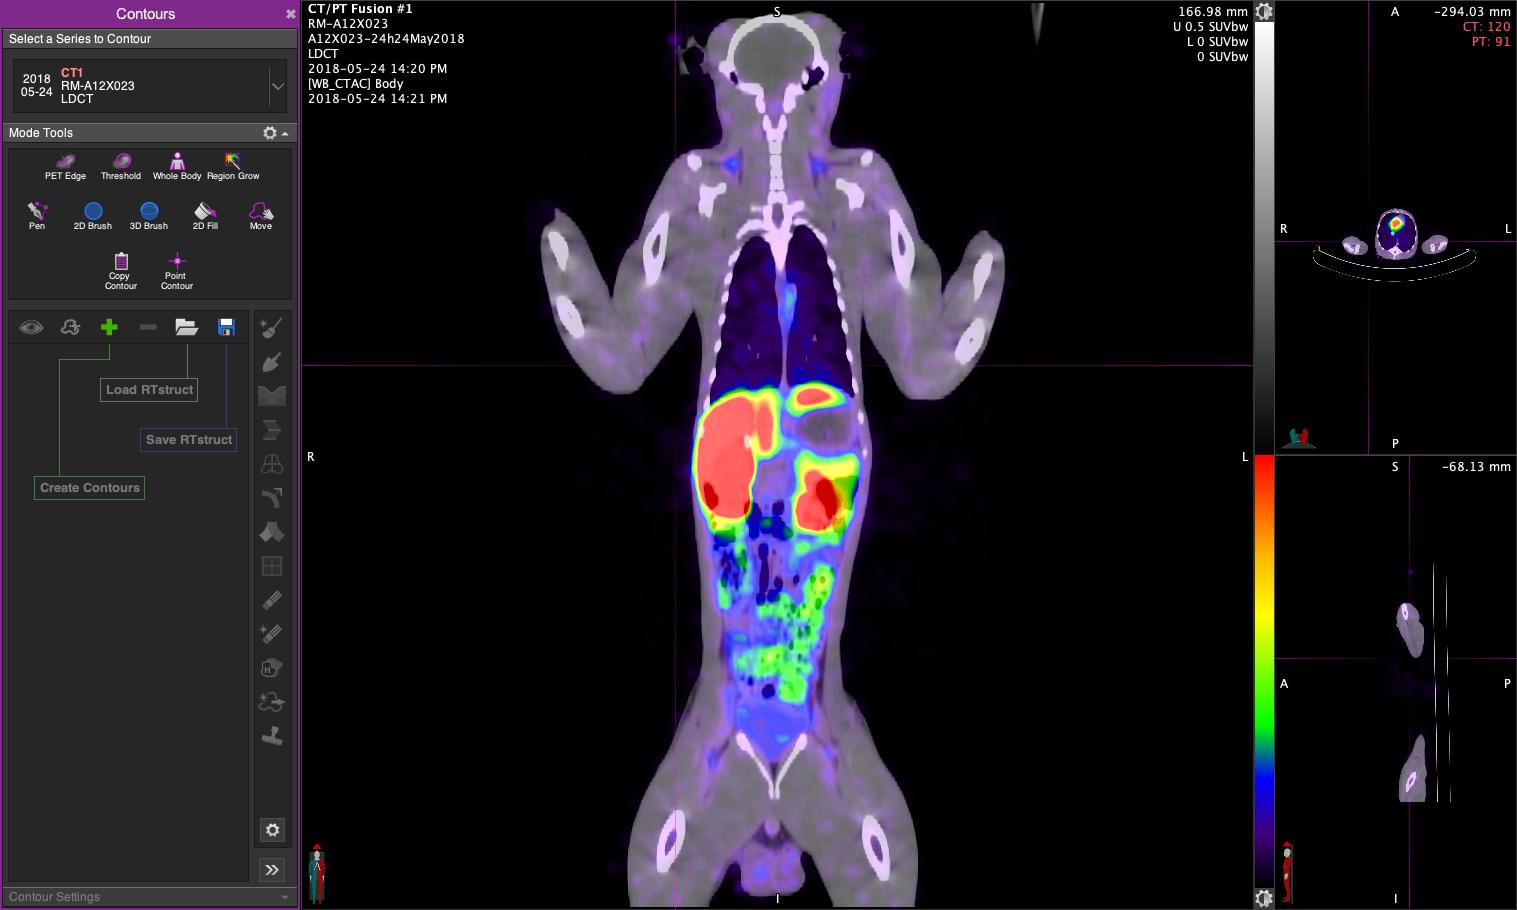 Contours
Select a Series to Contour
2018
05-24
CT1
RM-A12X023
LDCT
Mode Tools
PET Edge
Threshold
Whole Body
Region Grow
Pen
2D Brush
3D Brush
2D Fill
Move
Copy
Contour
Point
Contour
Load RTstruct
Save RTstruct
Create Contours
H
Contour Settings
CT/PT Fusion #1
RM-A12X023
A12X023-24h24May2018
LDCT
2018-05-24 14:20 PM
[WB_CTAC] Body
2018-05-24 14:21 PM
S
166.98 mm
U 0.5 SUVbw
L 0 SUVbw
0 SUVbw
R
L
A
I
A
-294.03 mm
CT: 120
PT: 91
R
L
P
S
-68.13 mm
A
P
I